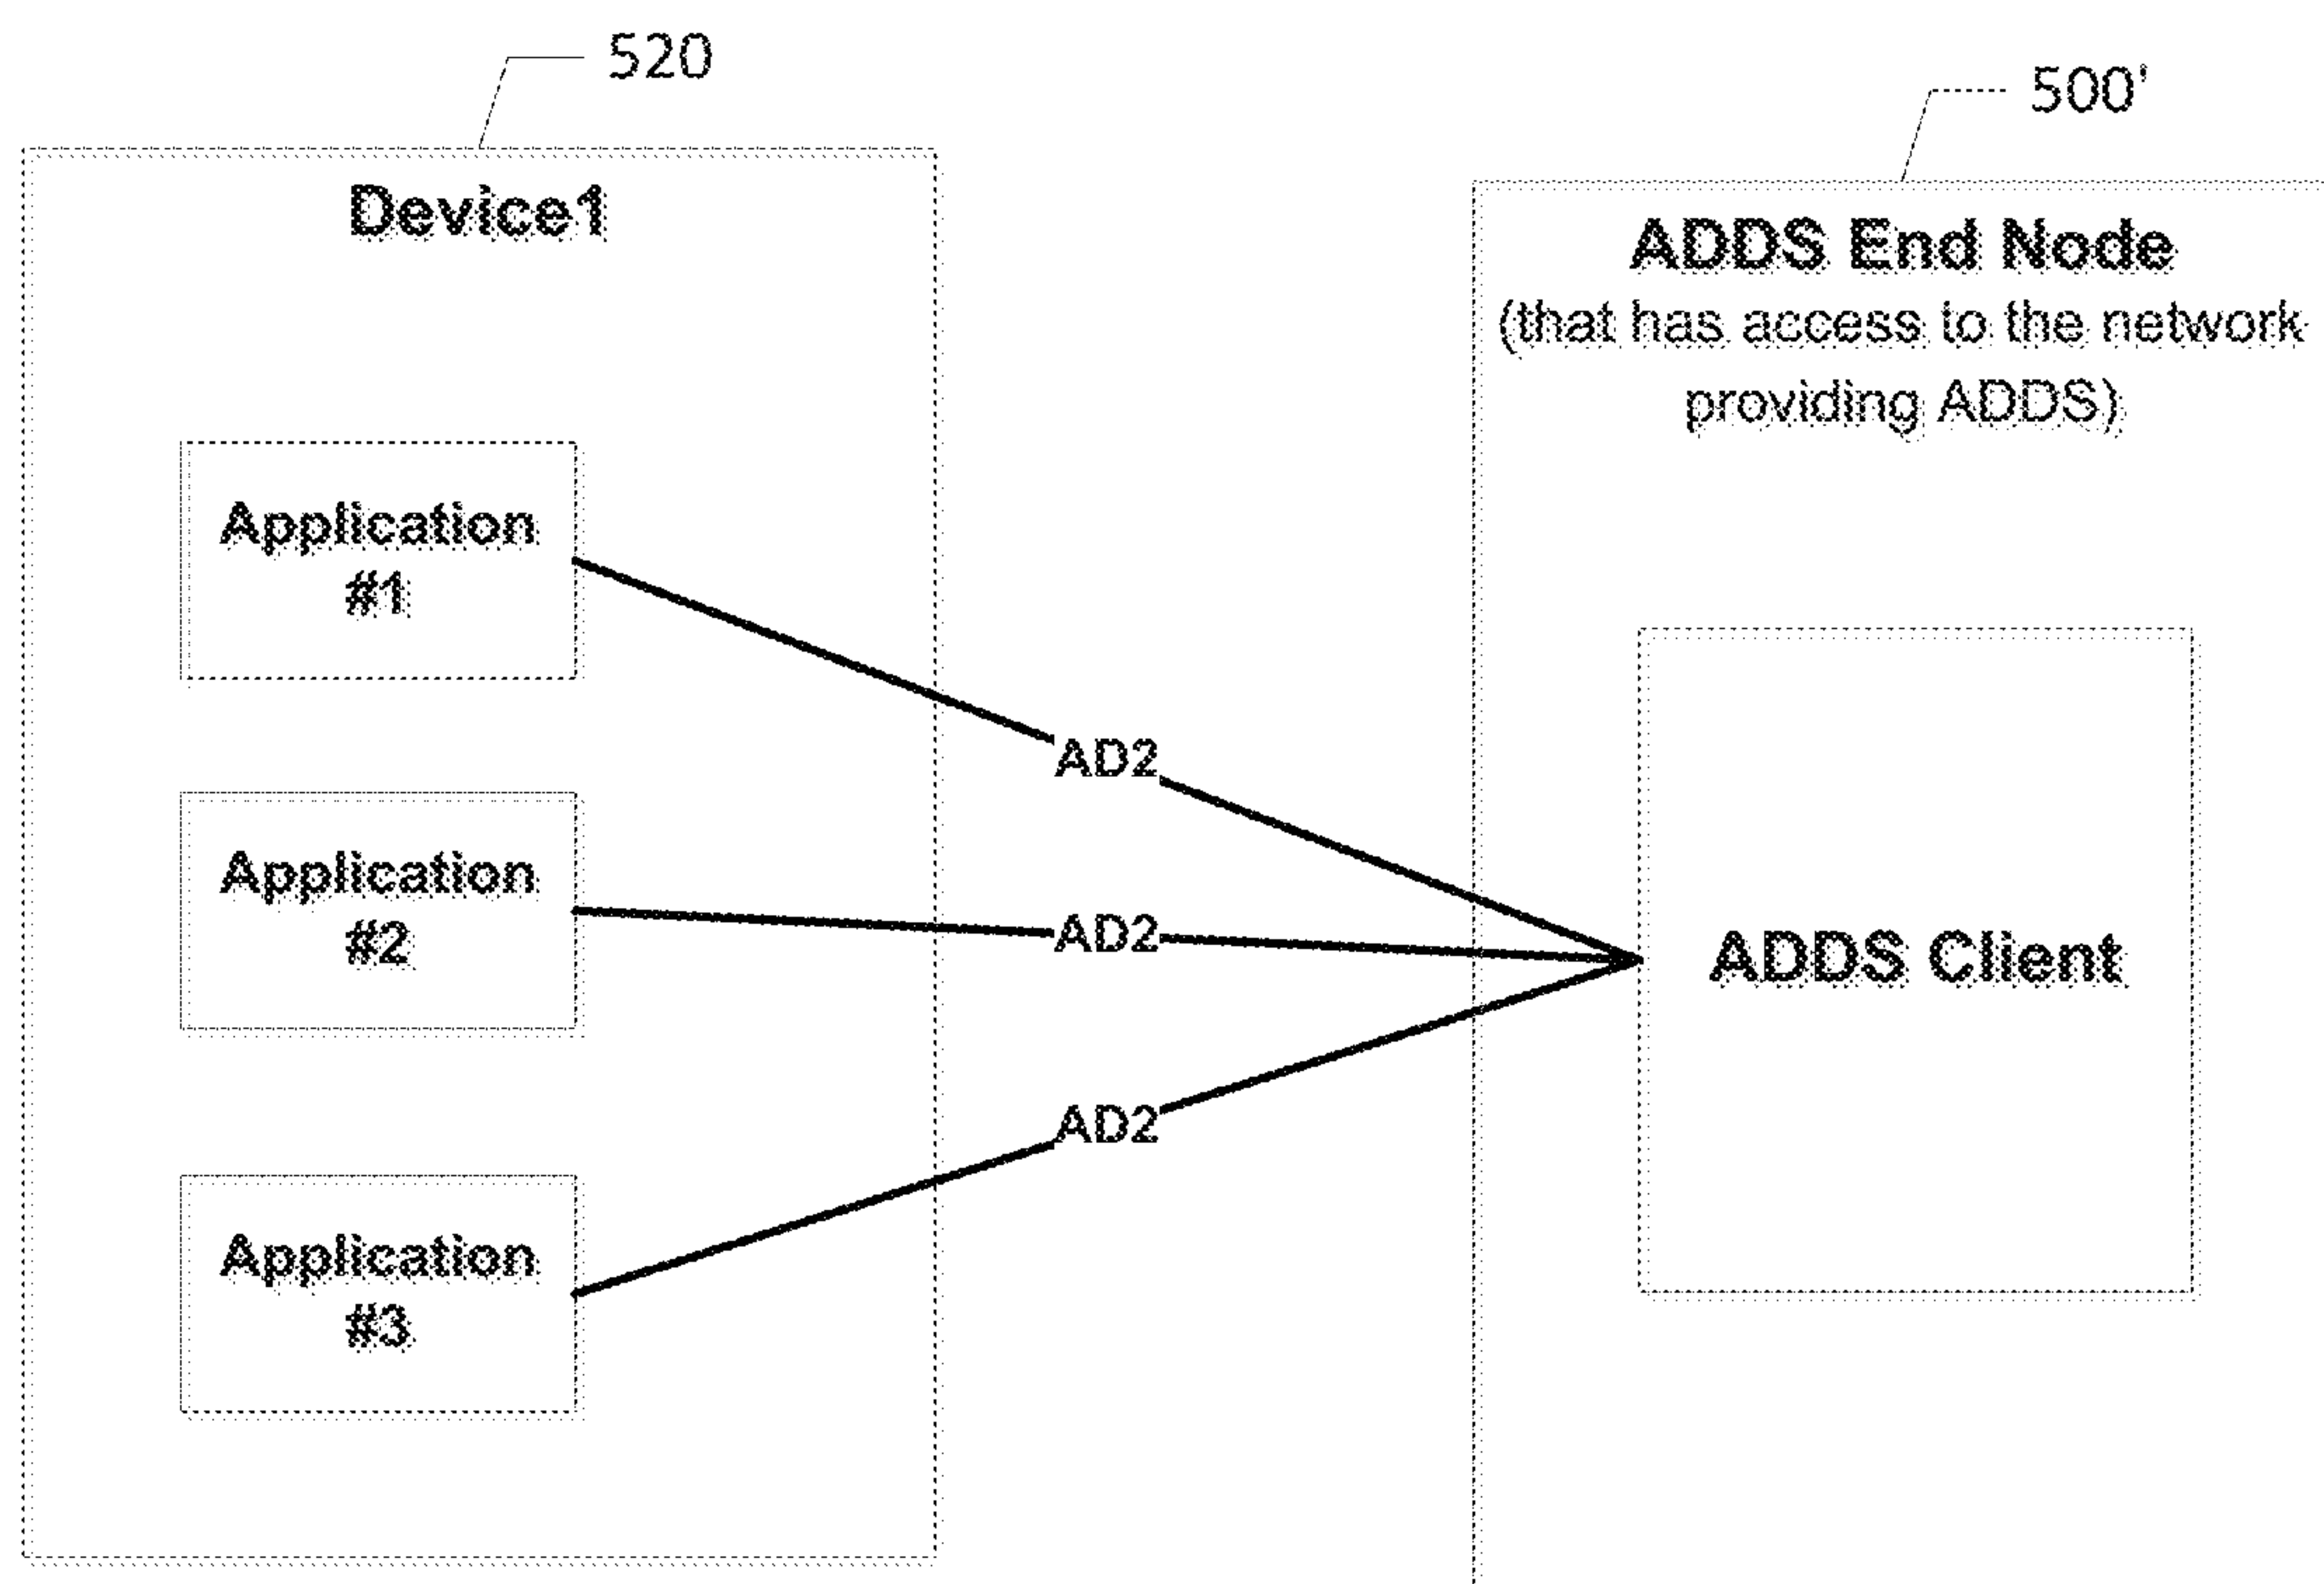 520
500'
Device1
ADDS End Node
(that has access to the network
providing ADDS)
Application
#1
AD2
Application
#2
AD2
ADDS Client
AD2
Application
#3